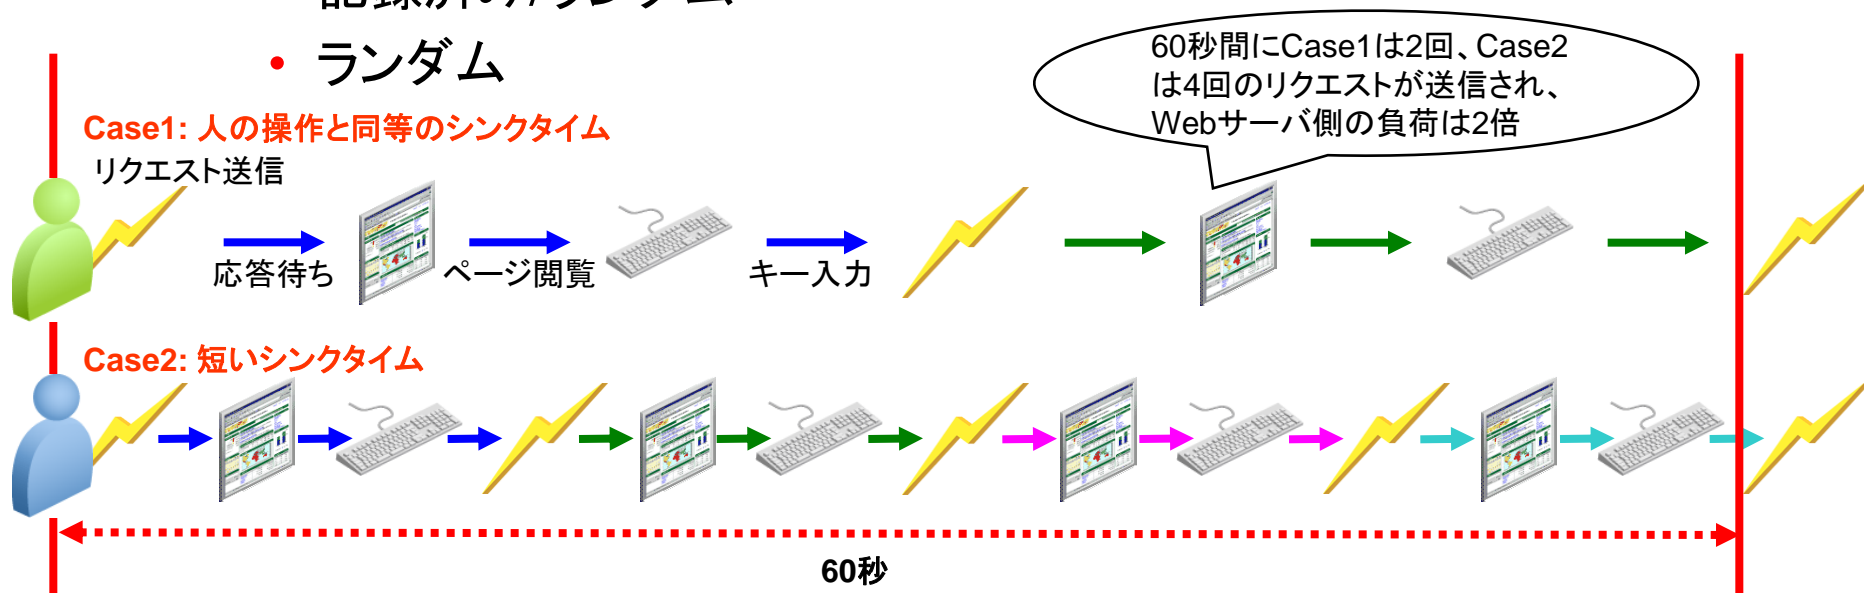 • ランダム
60秒間にCase1は2回、Case2
は4回のリクエストが送信され、
Webサーバ側の負荷は2倍
Case1: 人の操作と同等のシンクタイム
リクエスト送信
応答待ち
ページ閲覧
キー入力
Case2: 短いシンクタイム
60秒